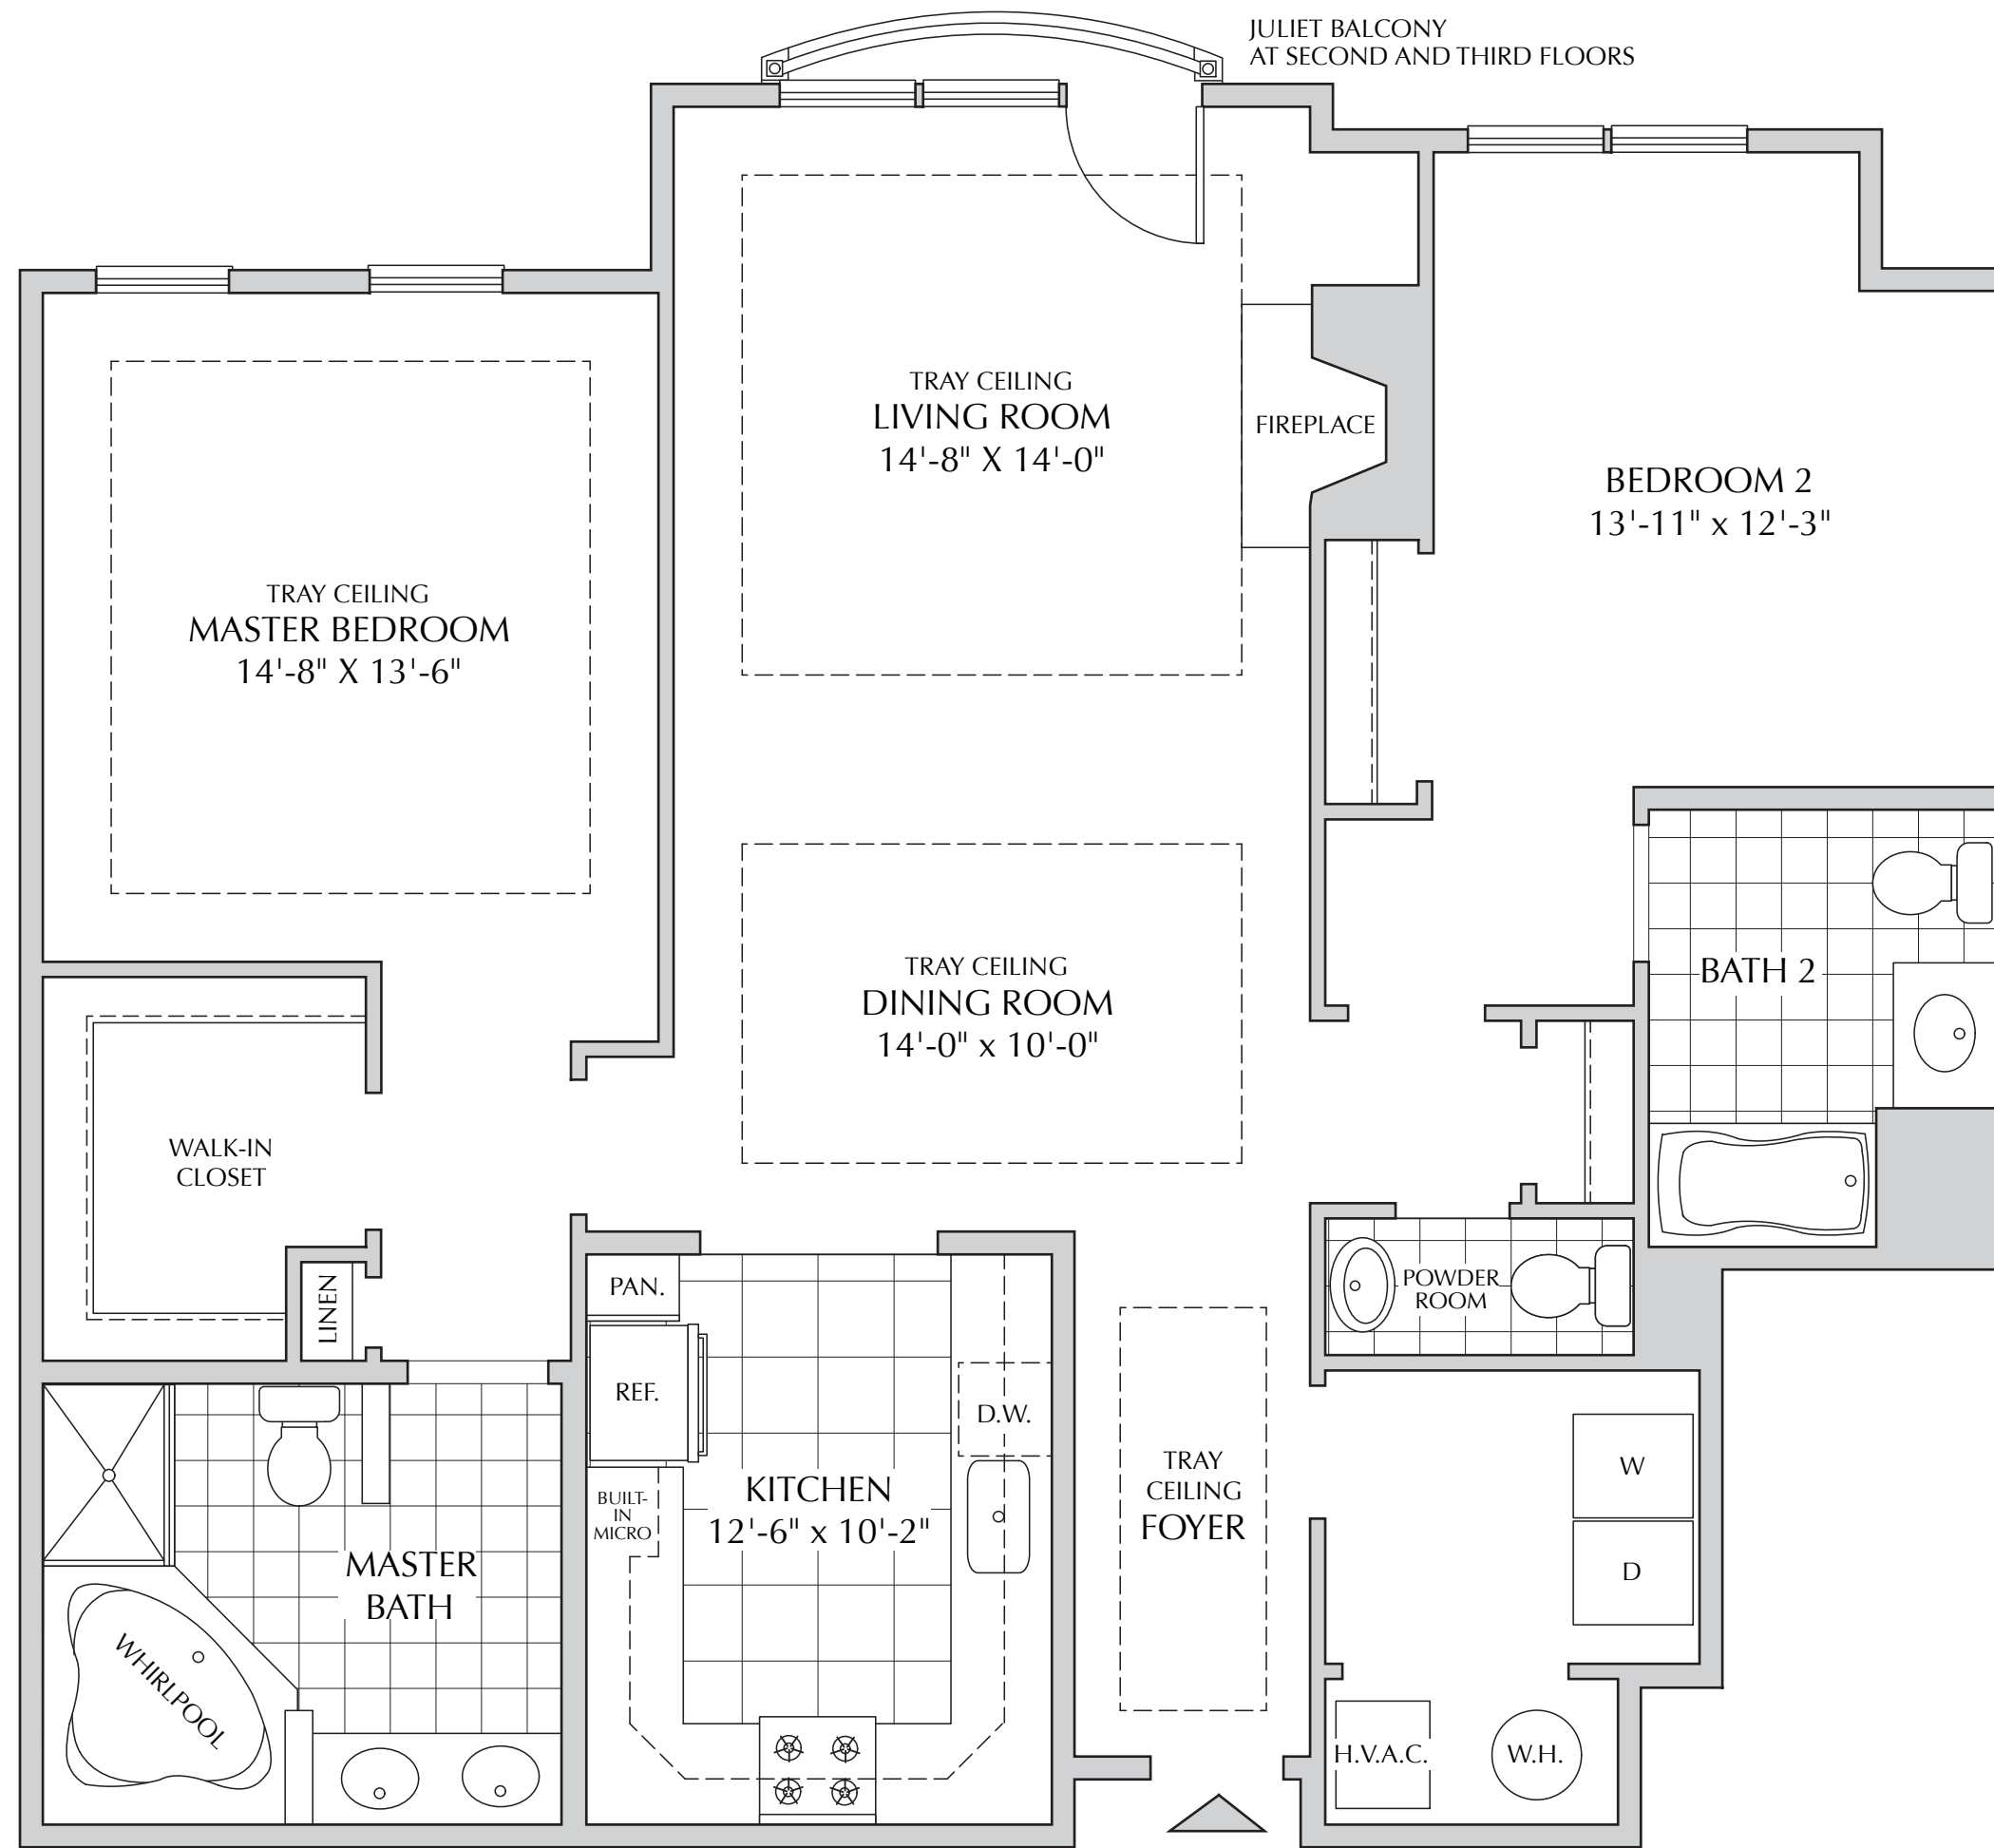 JULIET BALCONY
AT SECOND AND THIRD FLOORS
TRAY CEILING
LIVING ROOM
14'-8" X 14'-0"
FIREPLACE
BEDROOM 2
13'-11" x 12'-3"
TRAY CEILING
MASTER BEDROOM
14'-8" X 13'-6"
TRAY CEILING
DINING ROOM
14'-0" x 10'-0"
BATH 2
WALK-IN
CLOSET
LINEN
PAN.
REF.
BUILT-
IN
MICRO
D.W.
KITCHEN
12'-6" x 10'-2"
POWDER
ROOM
TRAY
CEILING
FOYER
W
D
MASTER
BATH
WHIRLPOOL
H.V.A.C.
W.H.